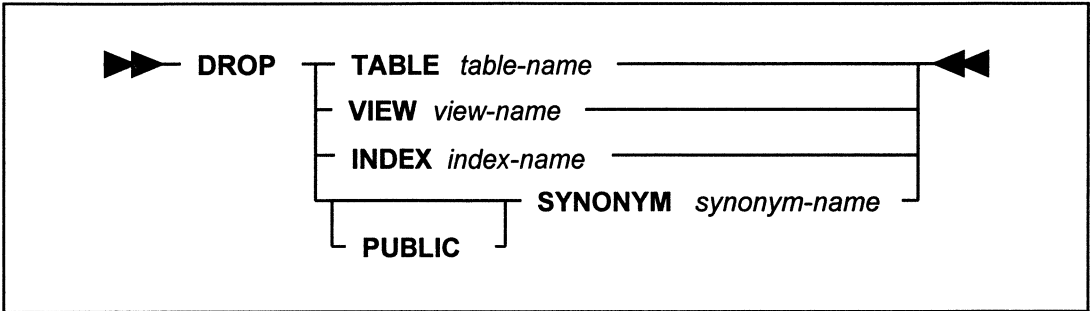 DROP TABLE table-name
VIEW view-name
INDEX index-name
SYNONYM synonym-name
PUBLIC